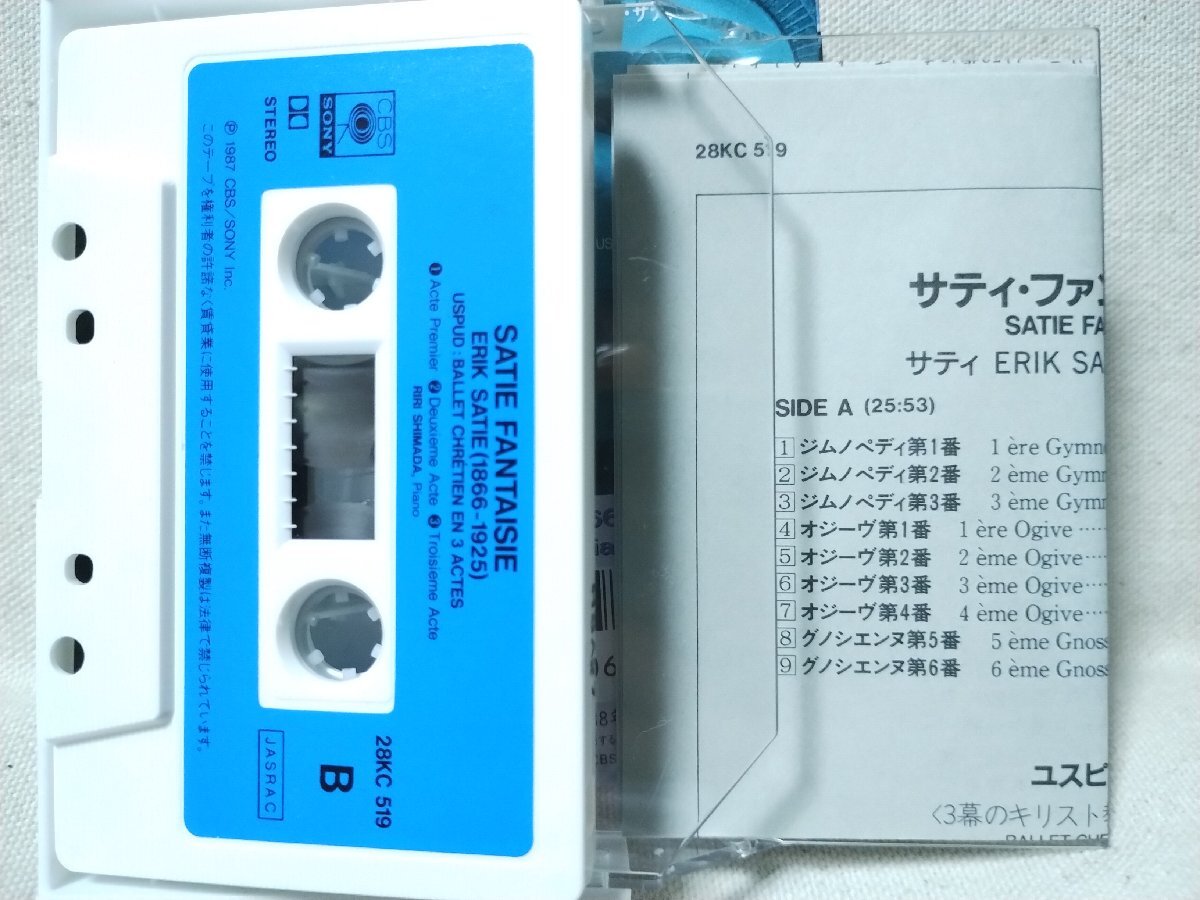 CBS
SONY
STEREO
SATIE FANTAISIE
ERIK SATIE (1866-1925)
USPUD : BALLET CHRÉTIEN EN 3 ACTES
❶ Acte Premier ❷ Deuxieme Acte ❸ Troisieme Acte
RIRI SHIMADA, Piano
28KC 519
B
JASRAC
Ⓟ 1987 CBS/SONY Inc.
このテープを権利者の許諾なく賃貸業に使用することを禁じます。また無断複製は法律で禁じられています。
28KC 519
サティ・ファン
SATIE FA
サティ ERIK SA
SIDE A (25:53)
1 ジムノペディ第1番 1 ère Gymn
2 ジムノペディ第2番 2 ème Gym
3 ジムノペディ第3番 3 ème Gym
4 オジーヴ第1番 1 ère Ogive ……
5 オジーヴ第2番 2 ème Ogive ……
6 オジーヴ第3番 3 ème Ogive ……
7 オジーヴ第4番 4 ème Ogive ……
8 グノシエンヌ第5番 5 ème Gnos
9 グノシエンヌ第6番 6 ème Gnos
ユスピ
〈3幕のキリスト
BALLET CHE